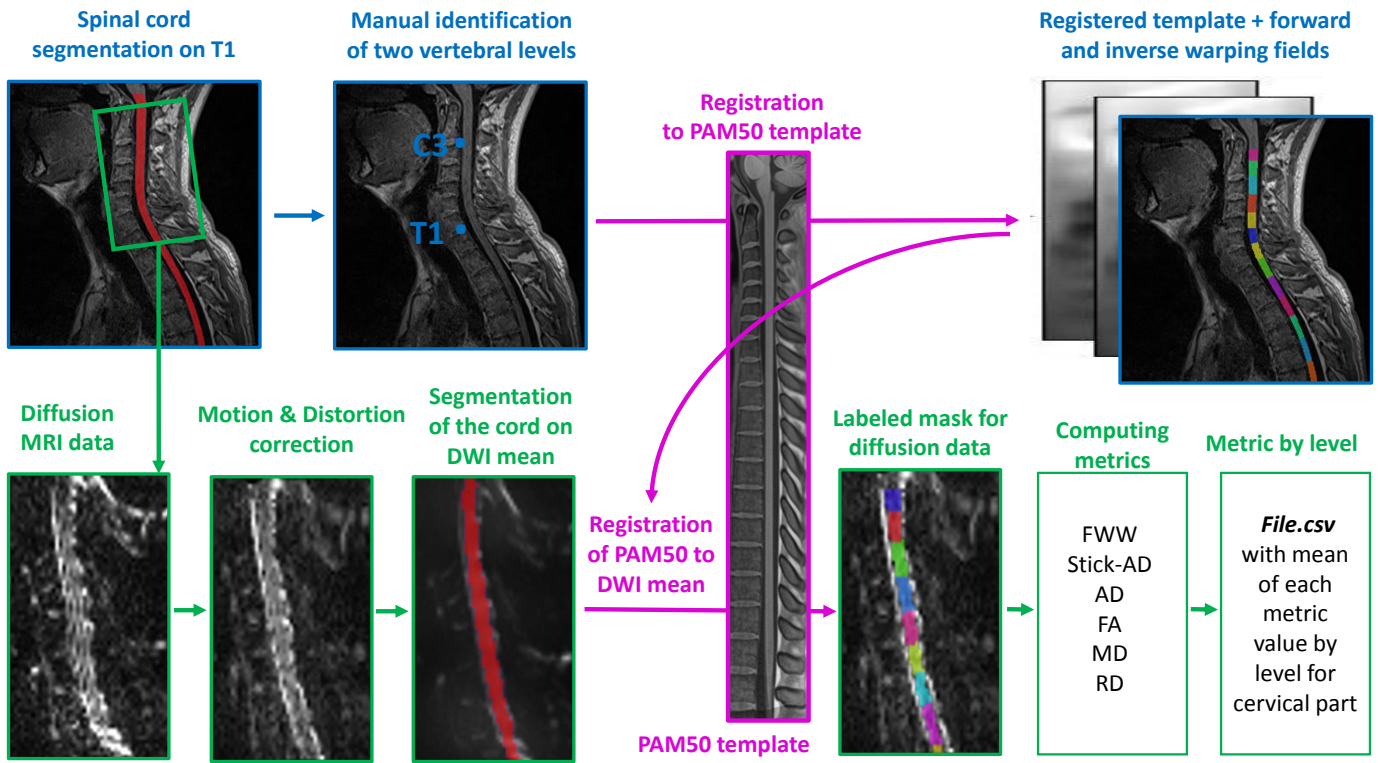 Spinal cord
segmentation on T1
Manual identification
of two vertebral levels
Registered template + forward
and inverse warping fields
Registration
to PAM50 template
C3
T1
Diffusion
MRI data
Motion & Distortion
correction
Segmentation
of the cord on
DWI mean
Registration
of PAM50 to
DWI mean
PAM50 template
Labeled mask for
diffusion data
Computing
metrics
FWW
Stick-AD
AD
FA
MD
RD
Metric by level
File.csv
with mean
of each
metric
value by
level for
cervical part